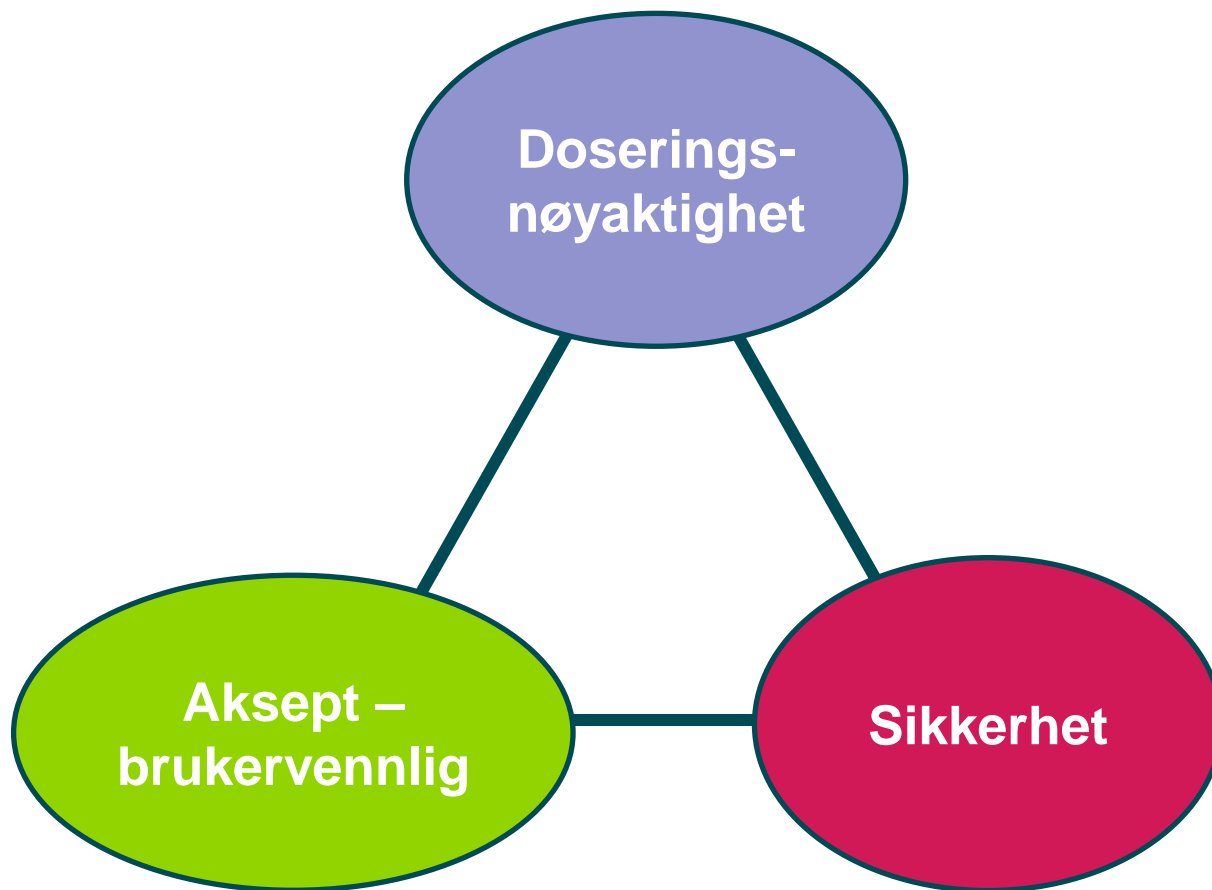 Doserings-
nøyaktighet
Aksept –
brukervennlig
Sikkerhet